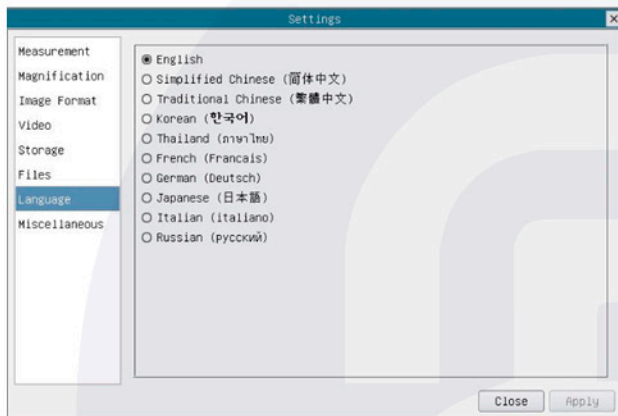 Settings
Measurement
Magnification
Image Format
Video
Storage
Files
Language
Miscellaneous
English
Simplified Chinese (简体中文)
Traditional Chinese (繁體中文)
Korean (한국어)
Thailand (ภาษาไทย)
French (Francais)
German (Deutsch)
Japanese (日本語)
Italian (italiano)
Russian (русский)
Close
Apply